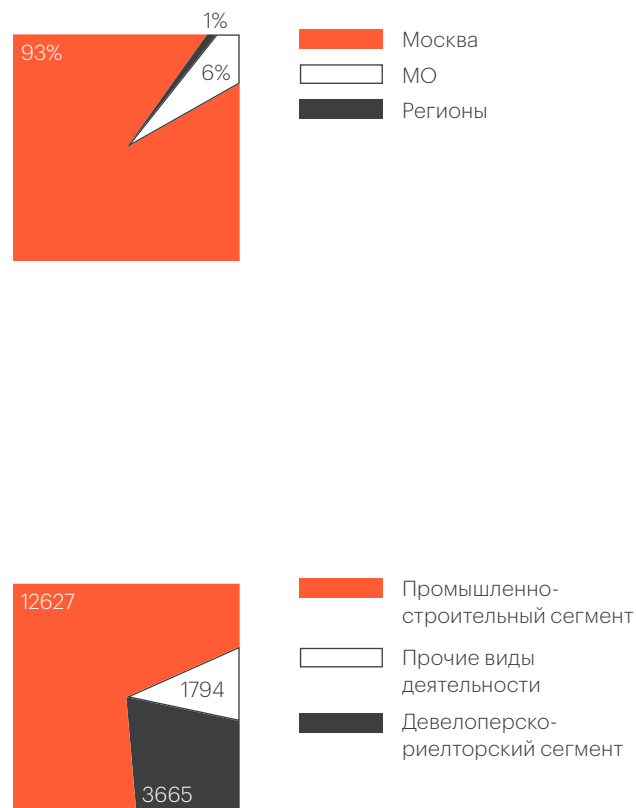 1%
93%
6%
Москва
МО
Регионы
12627
1794
3665
Промышленно-
строительный сегмент
Прочие виды
деятельности
Девелоперско-
риелторский сегмент